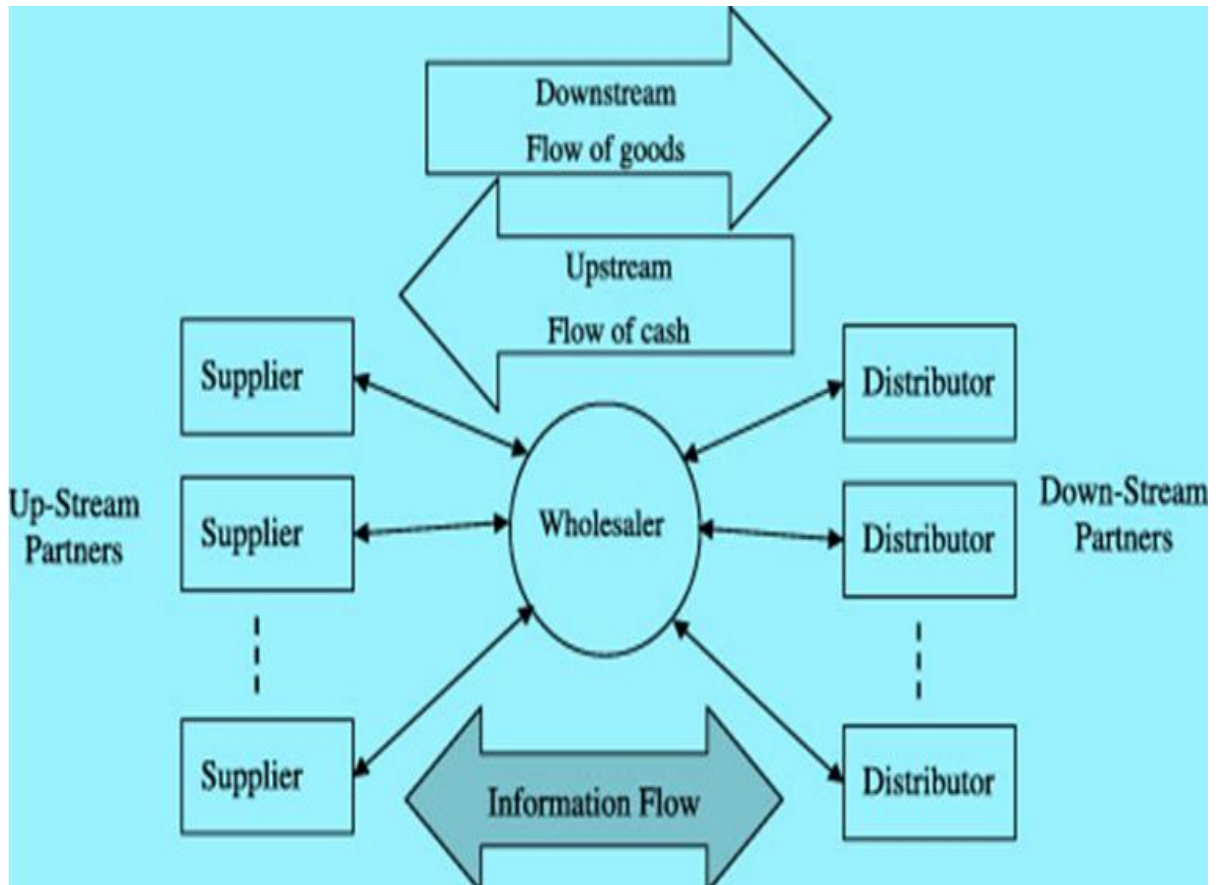 Downstream
Flow of goods
Upstream
Flow of cash
Supplier
Distributor
Up-Stream
Partners
Supplier
Wholesaler
Distributor
Down-Stream
Partners
Supplier
Information Flow
Distributor